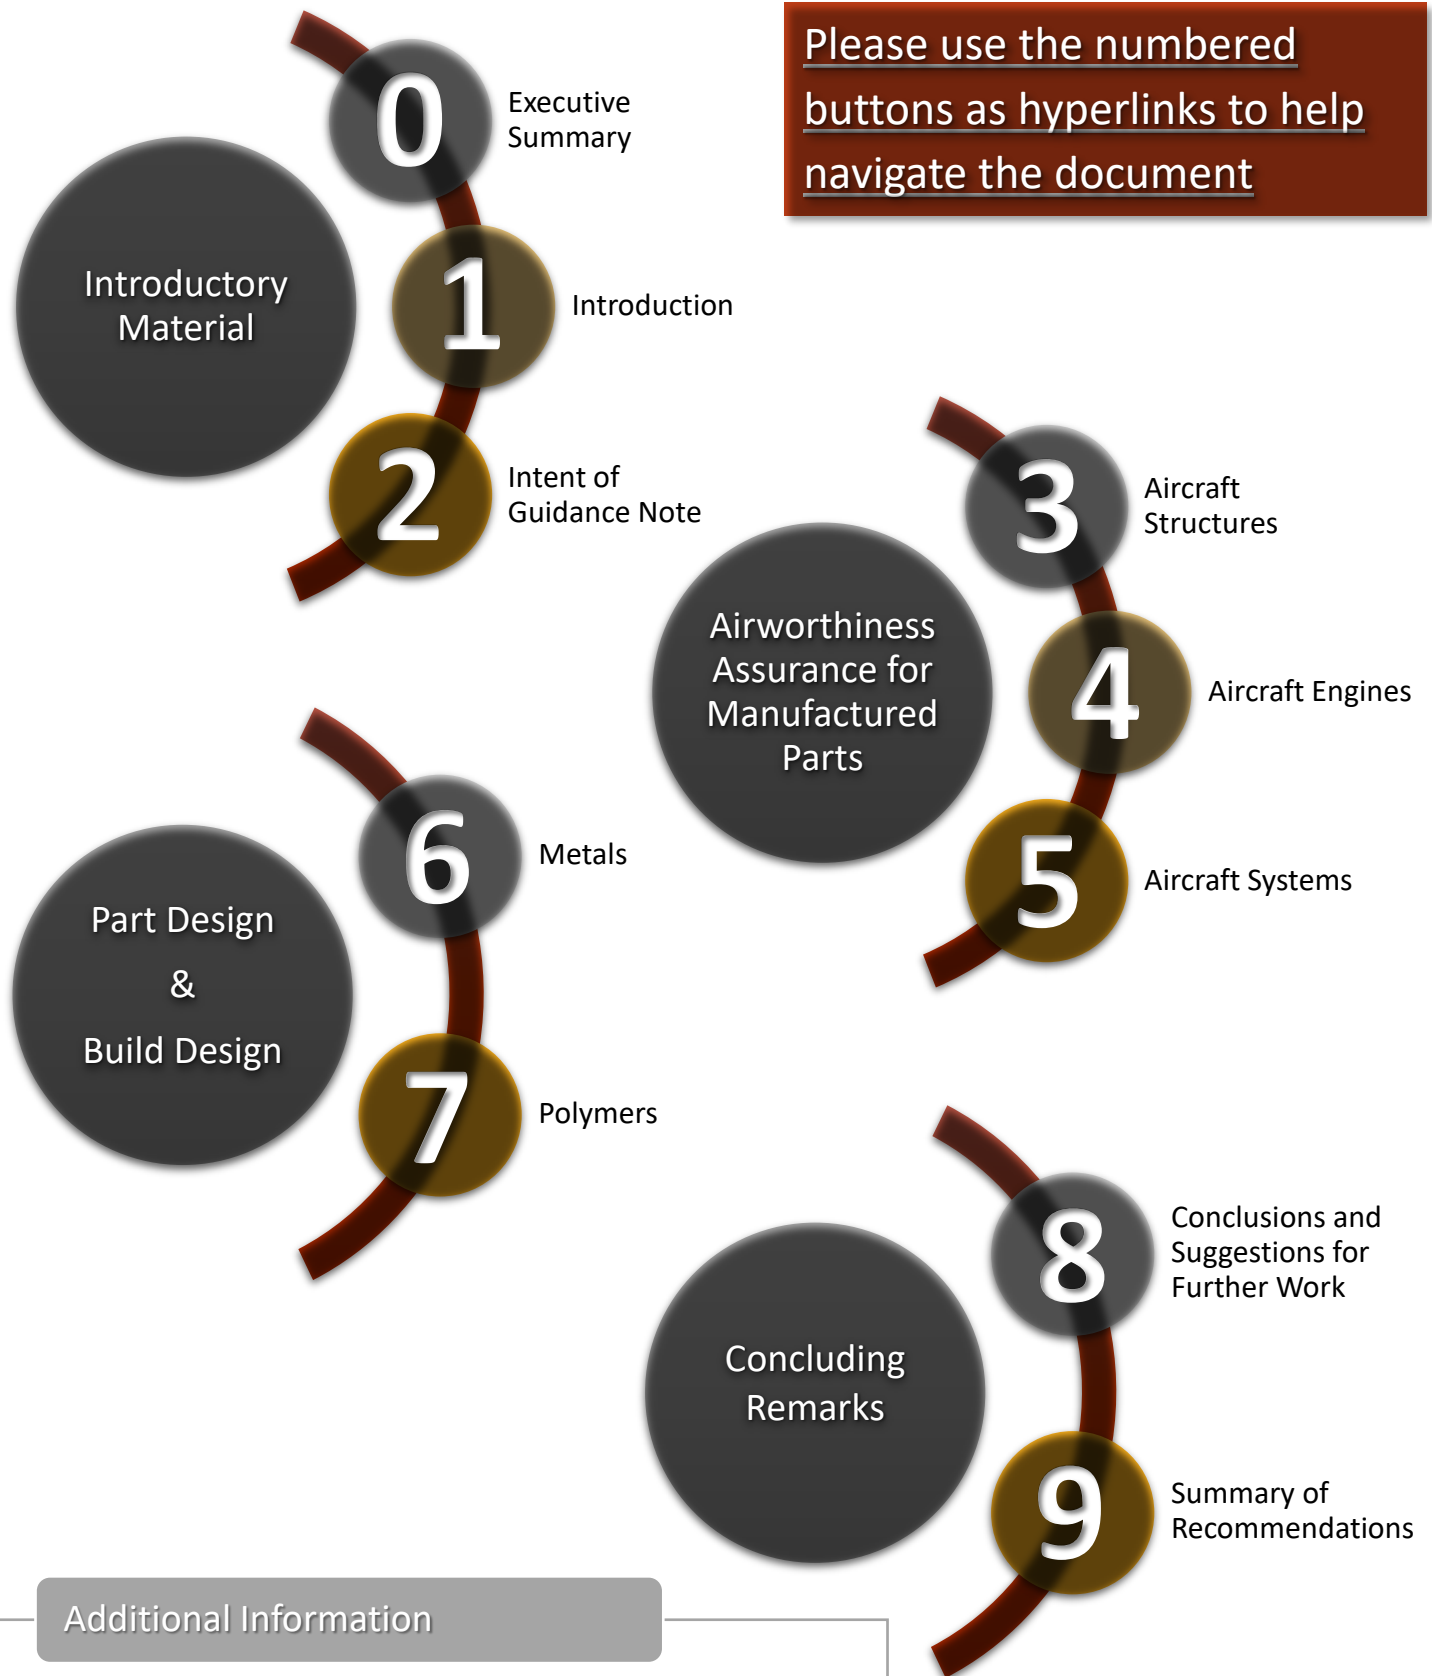 Please use the numbered
buttons as hyperlinks to help
navigate the document
Introductory
Material
0
Executive
Summary
1
Introduction
2
Intent of
Guidance Note
Airworthiness
Assurance for
Manufactured
Parts
3
Aircraft
Structures
4
Aircraft Engines
5
Aircraft Systems
Part Design
&
Build Design
6
Metals
7
Polymers
Concluding
Remarks
8
Conclusions and
Suggestions for
Further Work
9
Summary of
Recommendations
Additional Information